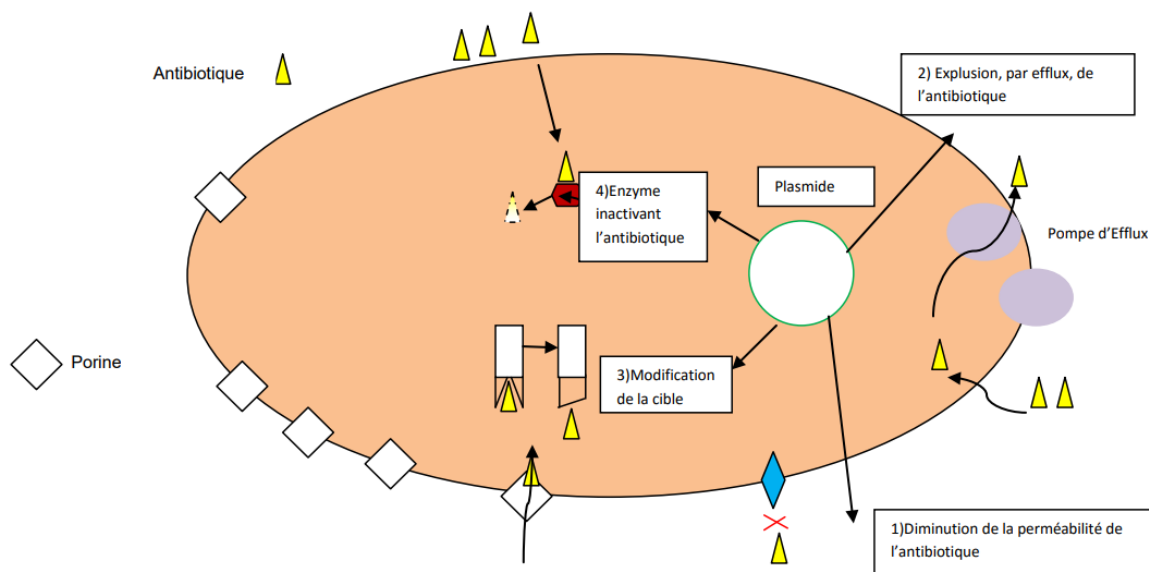 Antibiotique
2) Explusion, par efflux, de
l’antibiotique
4)Enzyme
inactivant
l’antibiotique
Plasmide
Pompe d’Efflux
Porine
3)Modification
de la cible
1)Diminution de la perméabilité de
l’antibiotique